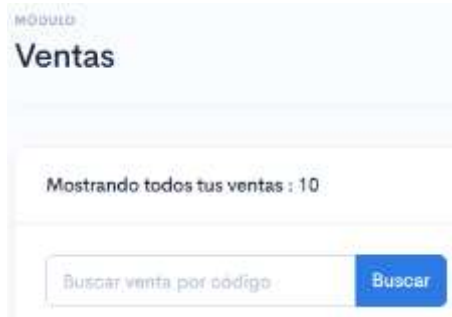 MÓDULO
Ventas
Mostrando todos tus ventas : 10
Buscar venta por código
Buscar